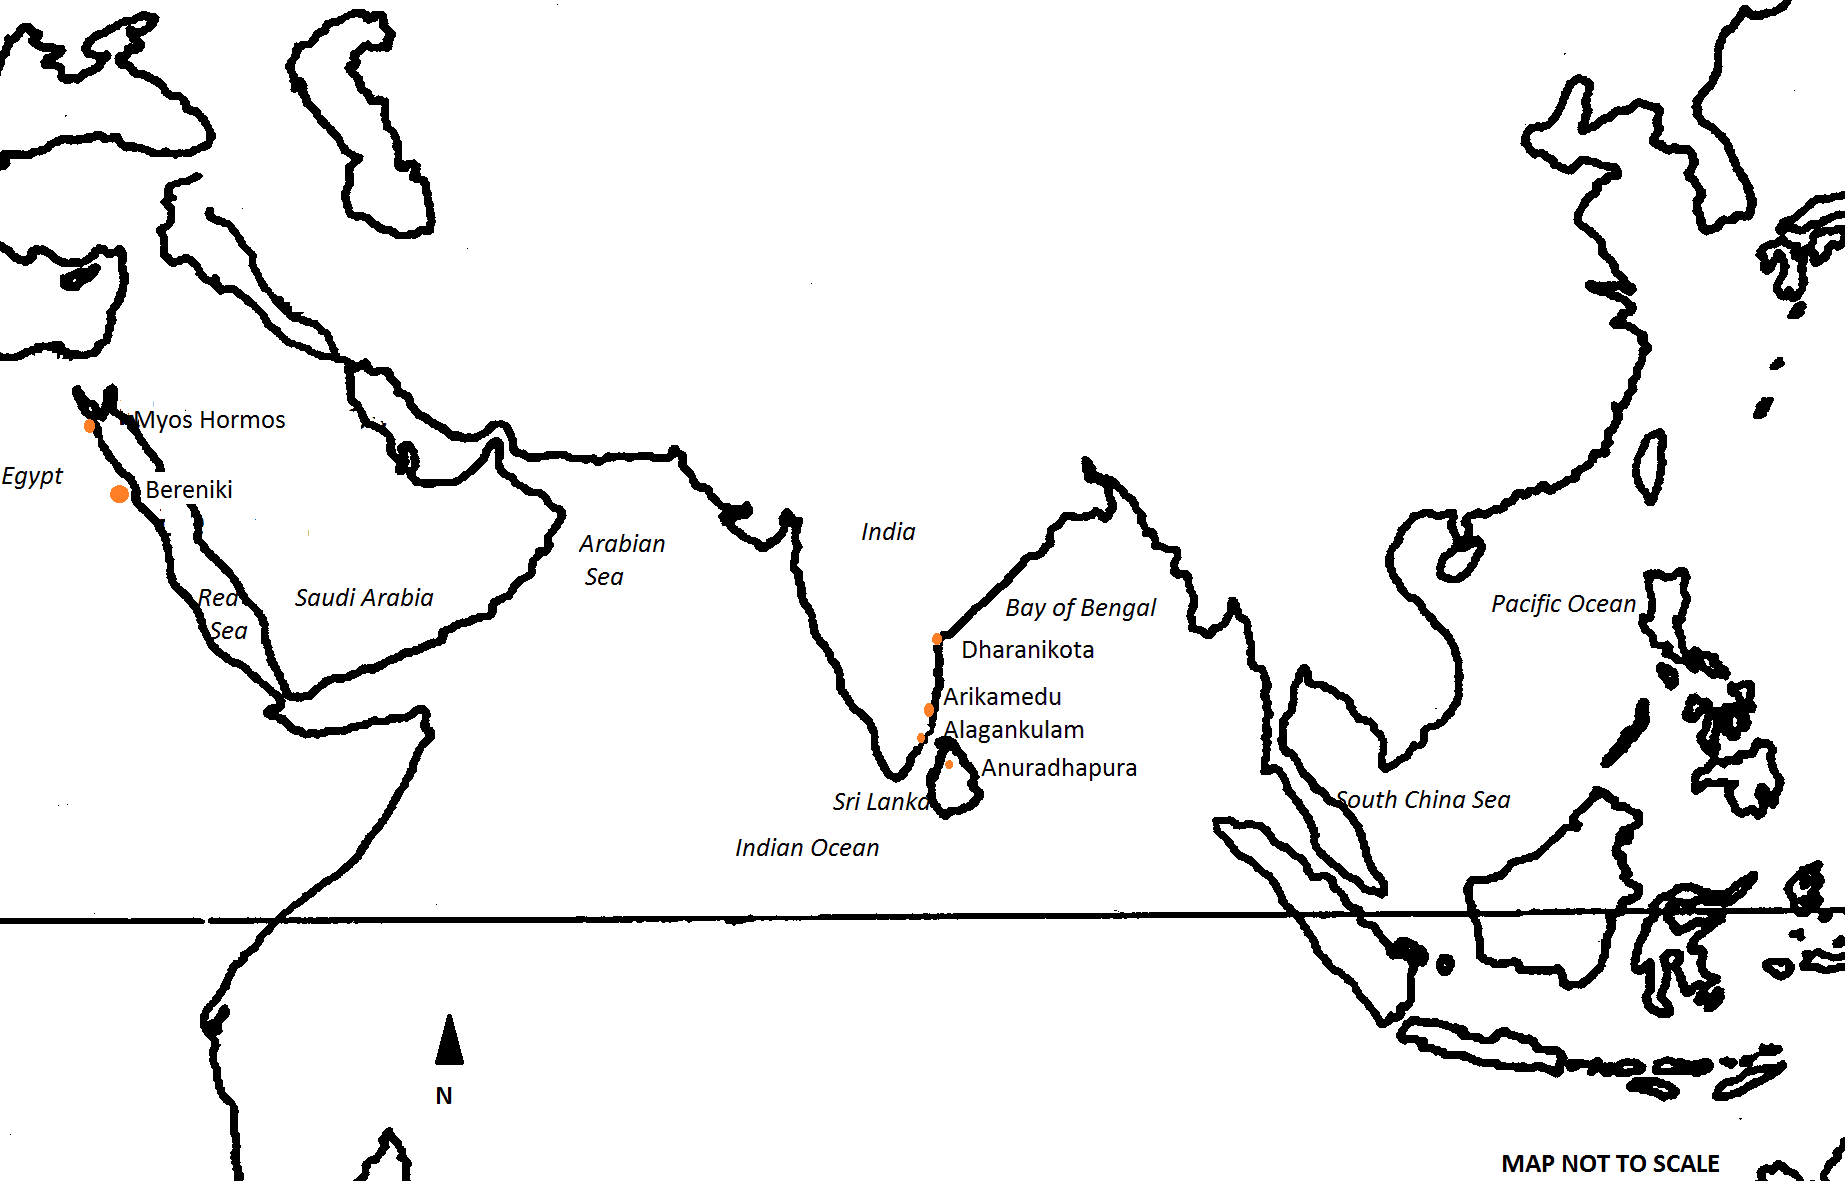 Myos Hormos
Egypt
Bereniki
India
Arabian
Sea
Red
Sea
Saudi Arabia
Bay of Bengal
Pacific Ocean
Dharanikota
Arikamedu
Alagankulam
Anuradhapura
Sri Lanka
South China Sea
Indian Ocean
N
MAP NOT TO SCALE